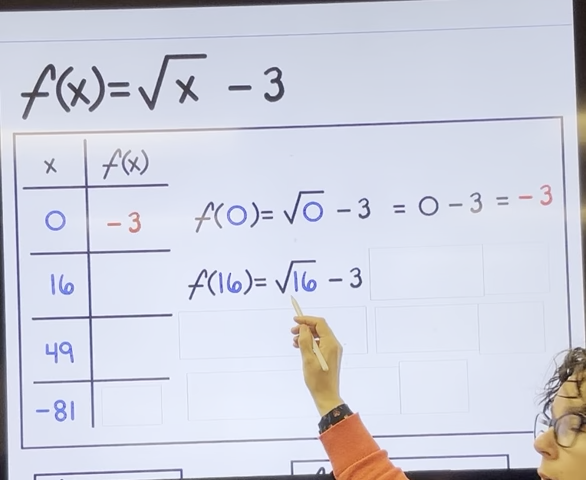 f(x)=√x - 3
x f(x)
0 -3 f(0)=√0 - 3 = 0 - 3 = -3
16 f(16)=√16 - 3
49
-81